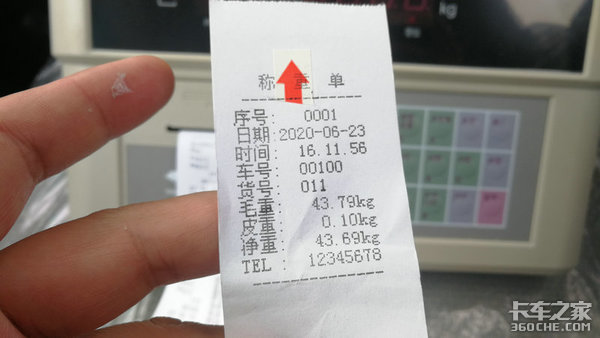 kg
称 重 单
序号: 0001
日期:2020-06-23
时间: 16.11.56
车号: 00100
货号: 011
毛重: 43.79kg
皮重: 0.10kg
净重: 43.69kg
TEL : 12345678
卡车之家
360CHE.COM